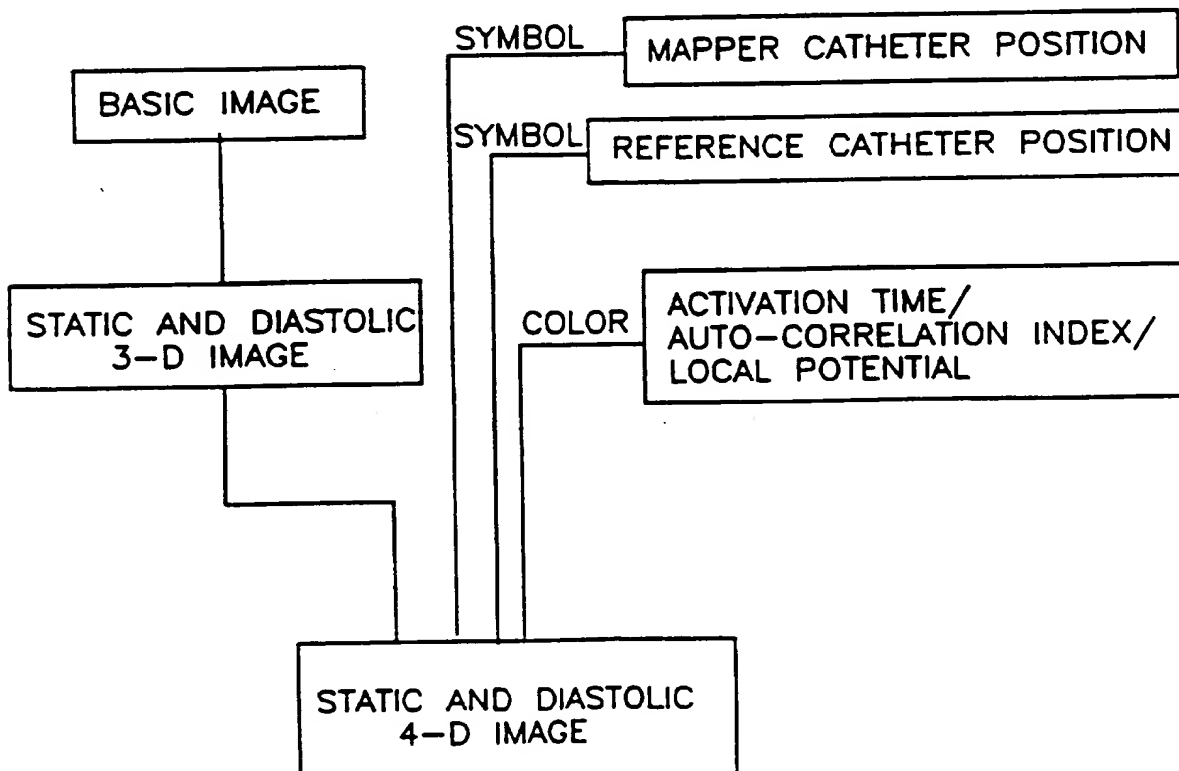 SYMBOL
MAPPER CATHETER POSITION
BASIC IMAGE
SYMBOL
REFERENCE CATHETER POSITION
STATIC AND DIASTOLIC
3-D IMAGE
COLOR
ACTIVATION TIME/
AUTO-CORRELATION INDEX/
LOCAL POTENTIAL
STATIC AND DIASTOLIC
4-D IMAGE